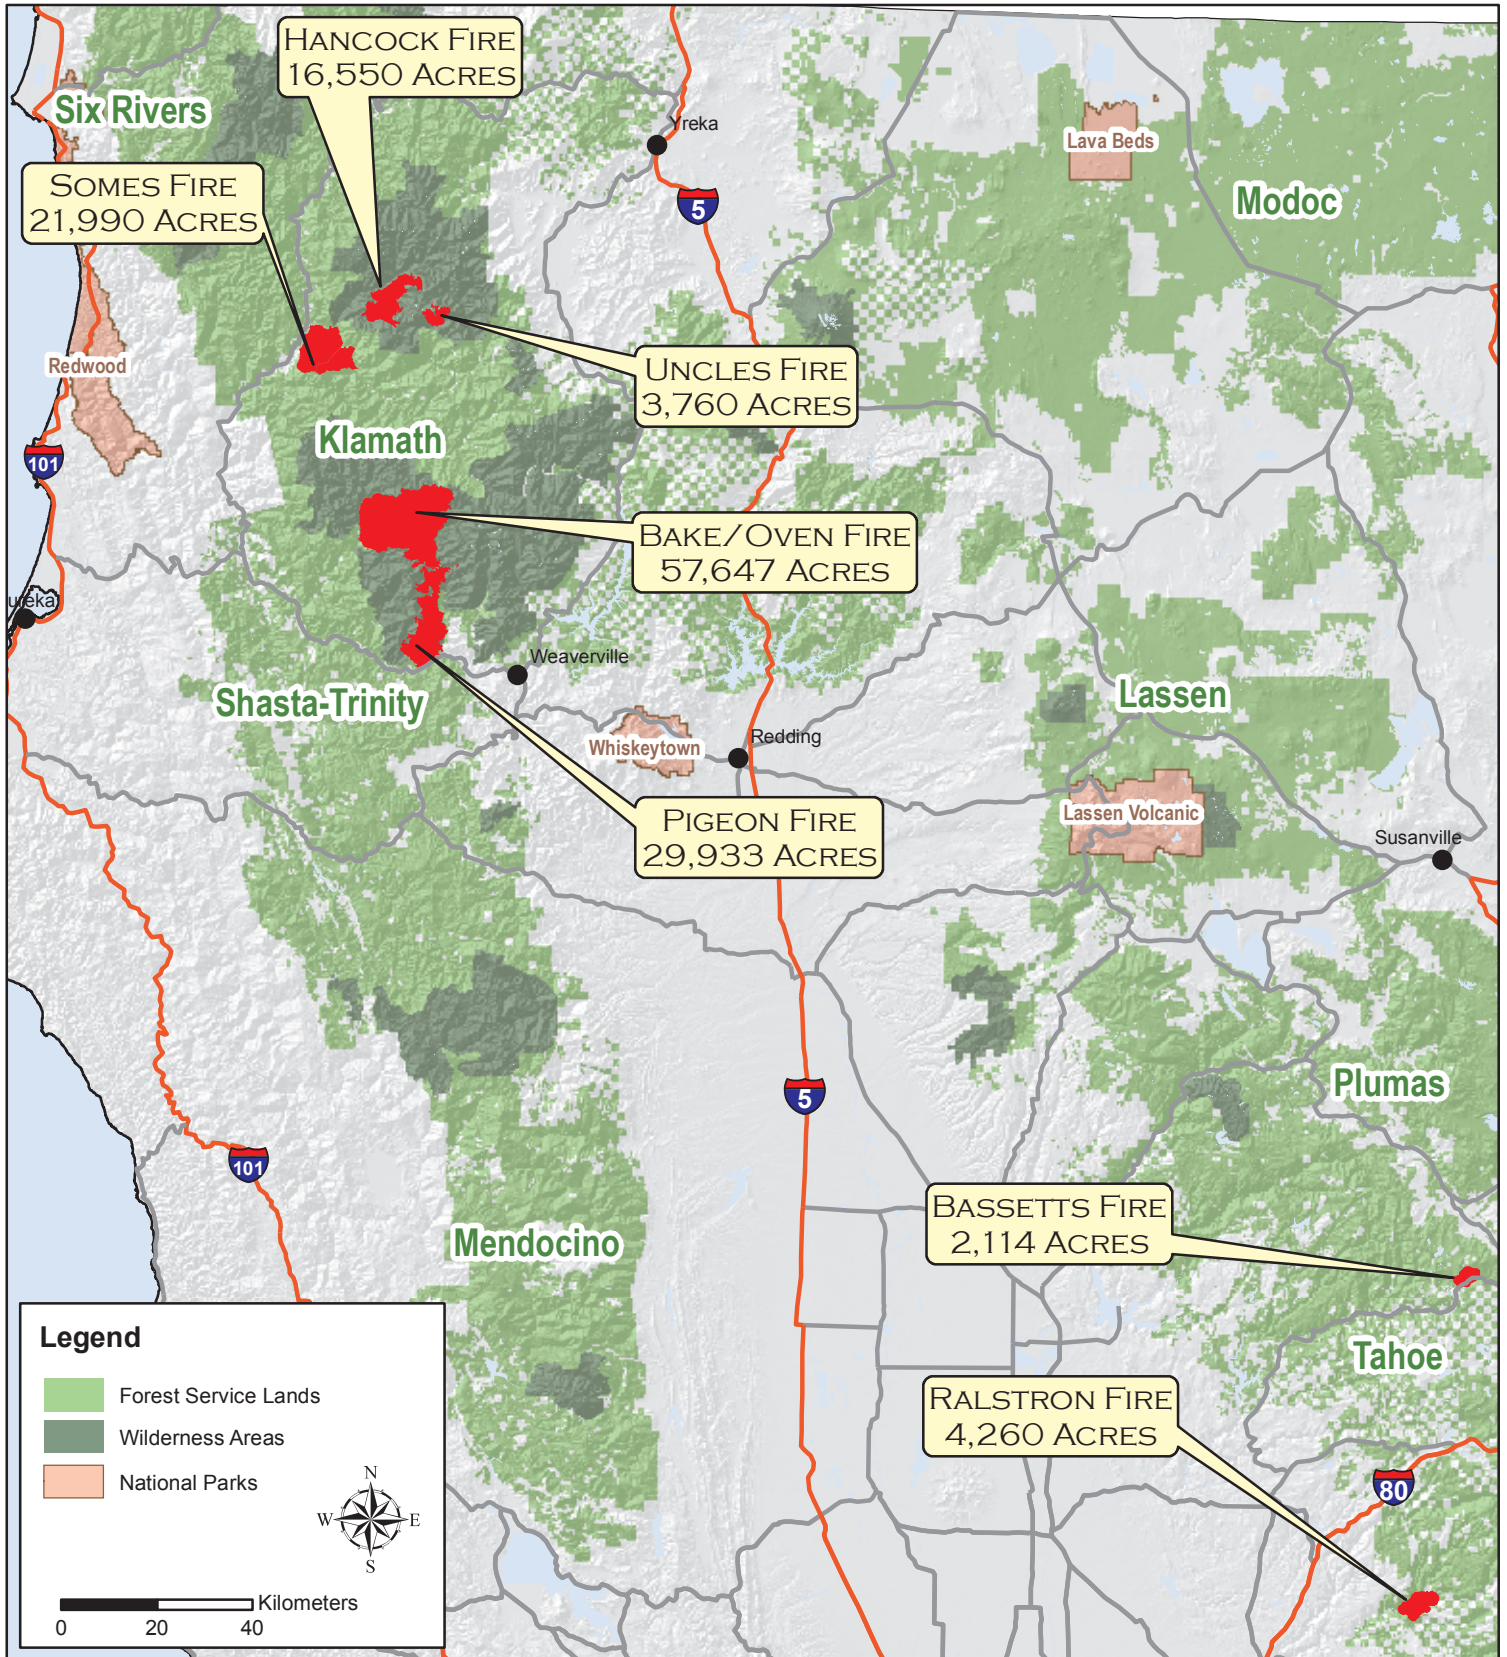 HANCOCK FIRE
16,550 ACRES
Six Rivers
Yreka
Lava Beds
SOMES FIRE
21,990 ACRES
Modoc
5
Redwood
UNCLES FIRE
3,760 ACRES
Klamath
101
BAKE/OVEN FIRE
57,647 ACRES
ureka
Weaverville
Shasta-Trinity
Lassen
Whiskeytown
Redding
PIGEON FIRE
29,933 ACRES
Lassen Volcanic
Susanville
Plumas
5
101
BASSETTS FIRE
2,114 ACRES
Mendocino
Tahoe
RALSTRON FIRE
4,260 ACRES
80
Legend
Forest Service Lands
Wilderness Areas
National Parks
N
W E
S
Kilometers
0 20 40